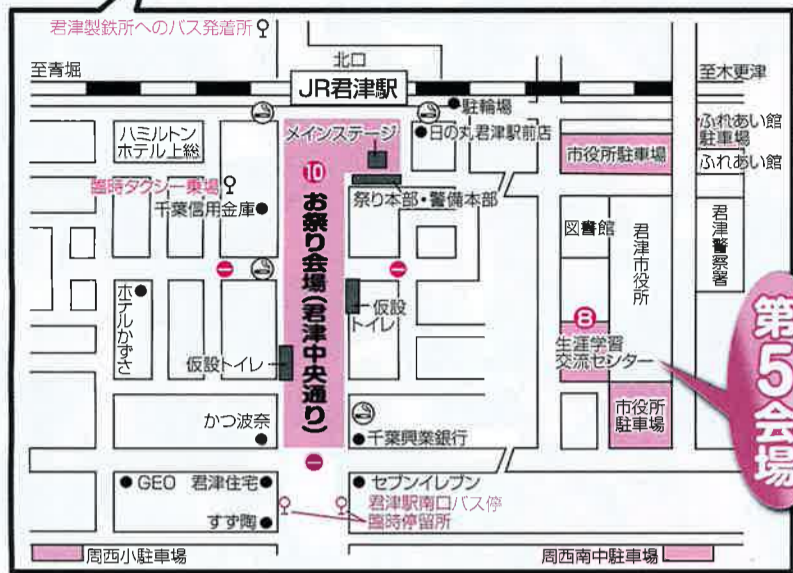 君津製鉄所へのバス発着所
北口
至青堀
JR君津駅
至木更津
駐輪場
ハミルトン
ホテル上総
メインステージ
日の丸君津駅前店
市役所駐車場
ふれあい館
駐車場
ふれあい館
臨時タクシー乗場
千葉信用金庫
⑩
お祭り会場(君津中央通り)
祭り本部・警備本部
図書館
君津市役所
君津警察署
ホテルかずさ
仮設
トイレ
仮設トイレ
⑧
生涯学習
交流センター
第5会場
かつ波奈
千葉興業銀行
市役所
駐車場
GEO
君津住宅
セブンイレブン
君津駅南口バス停
臨時停留所
すず陶
周西小駐車場
周西南中駐車場